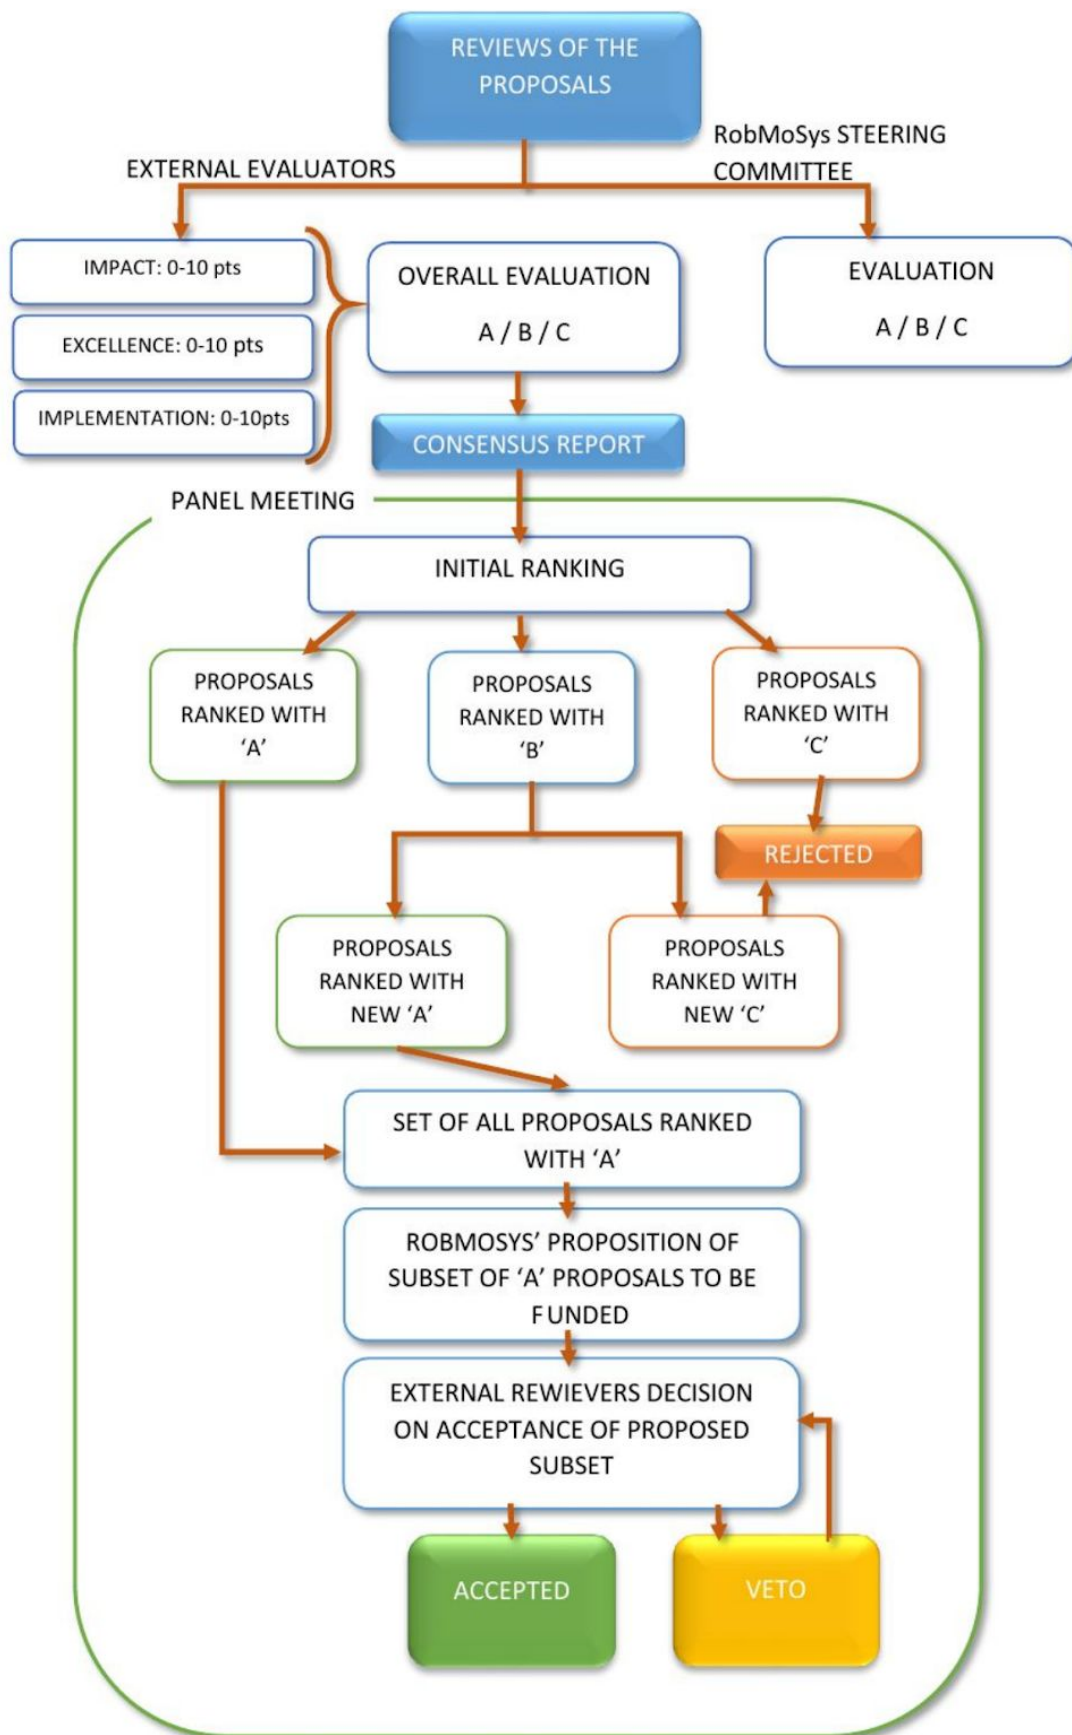 REVIEWS OF THE
PROPOSALS
EXTERNAL EVALUATORS
RobMoSys STEERING
COMMITTEE
IMPACT: 0-10 pts
EXCELLENCE: 0-10 pts
IMPLEMENTATION: 0-10pts
OVERALL EVALUATION
A / B / C
EVALUATION
A / B / C
CONSENSUS REPORT
PANEL MEETING
INITIAL RANKING
PROPOSALS
RANKED WITH
‘A’
PROPOSALS
RANKED WITH
‘B’
PROPOSALS
RANKED WITH
‘C’
REJECTED
PROPOSALS
RANKED WITH
NEW ‘A’
PROPOSALS
RANKED WITH
NEW ‘C’
SET OF ALL PROPOSALS RANKED
WITH ‘A’
ROBMOSYS’ PROPOSITION OF
SUBSET OF ‘A’ PROPOSALS TO BE
FUNDED
EXTERNAL REWIEVERS DECISION
ON ACCEPTANCE OF PROPOSED
SUBSET
ACCEPTED
VETO